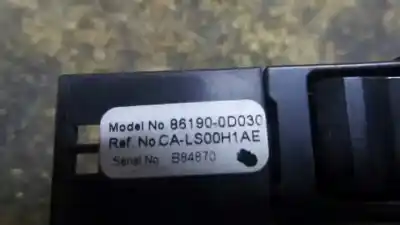 Model No 86190-0D030
Ref. No.CA-LS00H1AE
Serial No. B84870